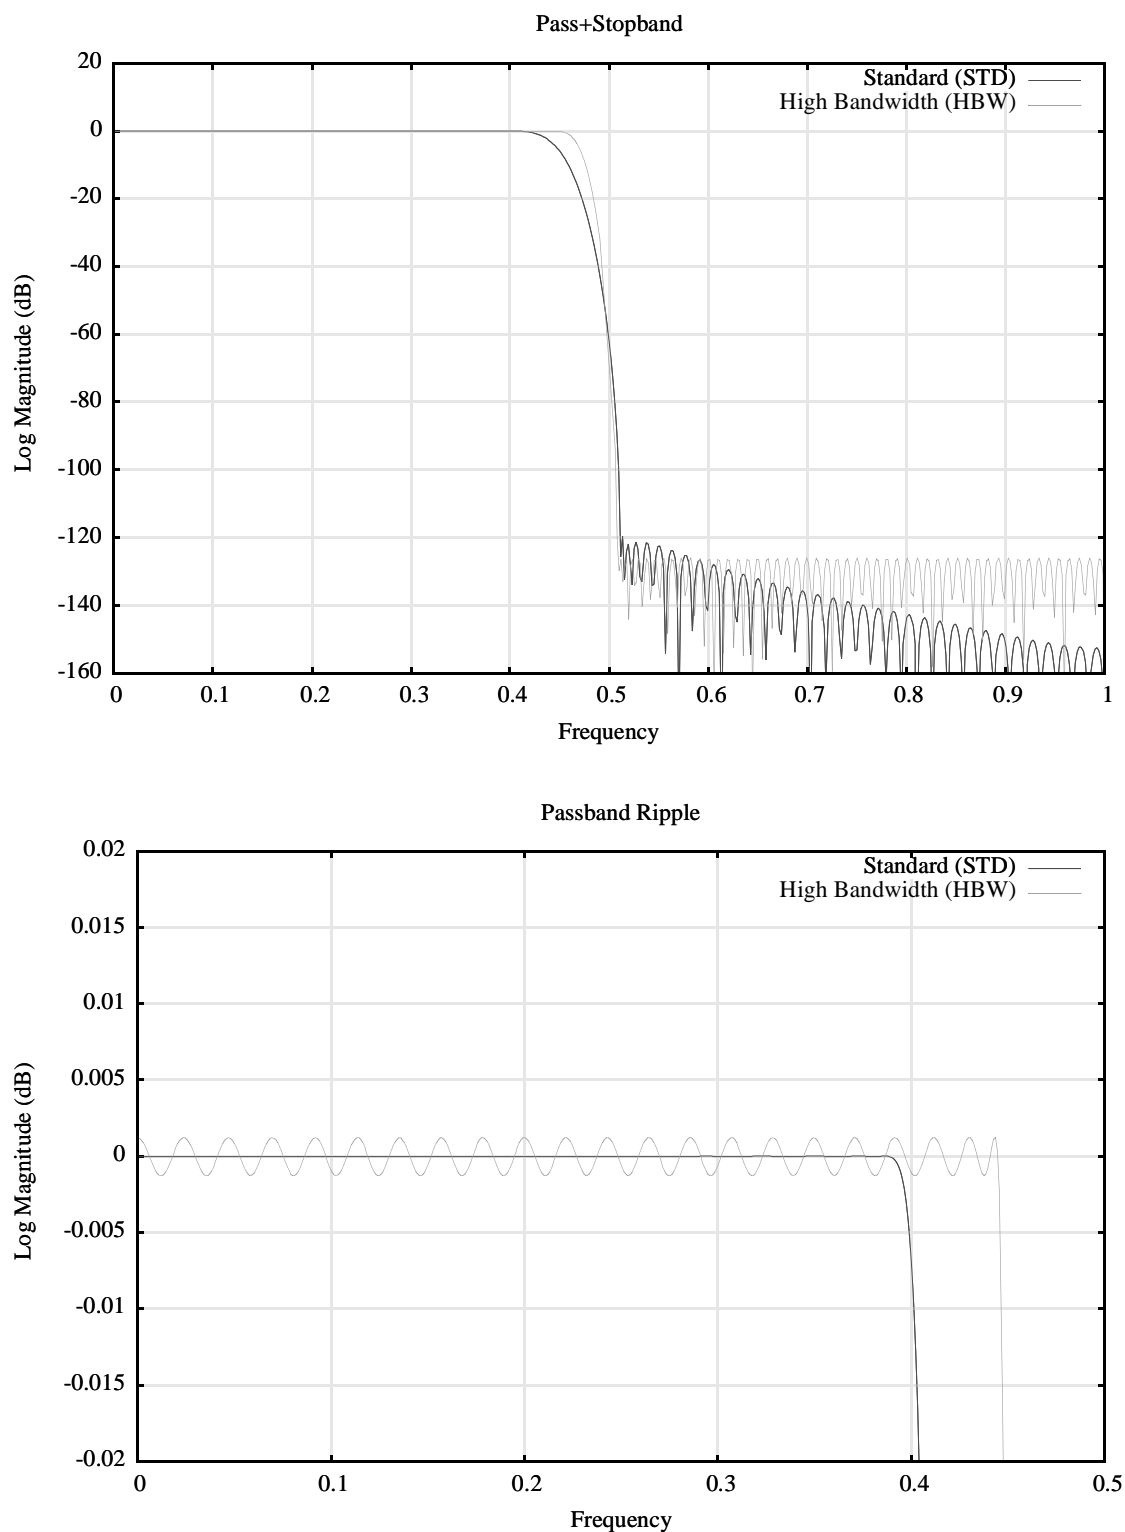 Pass+Stopband
20
0
-20
-40
-60
-80
-100
-120
-140
-160
Log Magnitude (dB)
Standard (STD)
High Bandwidth (HBW)
0 0.1 0.2 0.3 0.4 0.5 0.6 0.7 0.8 0.9 1
Frequency
Passband Ripple
0.02
0.015
0.01
0.005
0
-0.005
-0.01
-0.015
-0.02
Log Magnitude (dB)
Standard (STD)
High Bandwidth (HBW)
0 0.1 0.2 0.3 0.4 0.5
Frequency